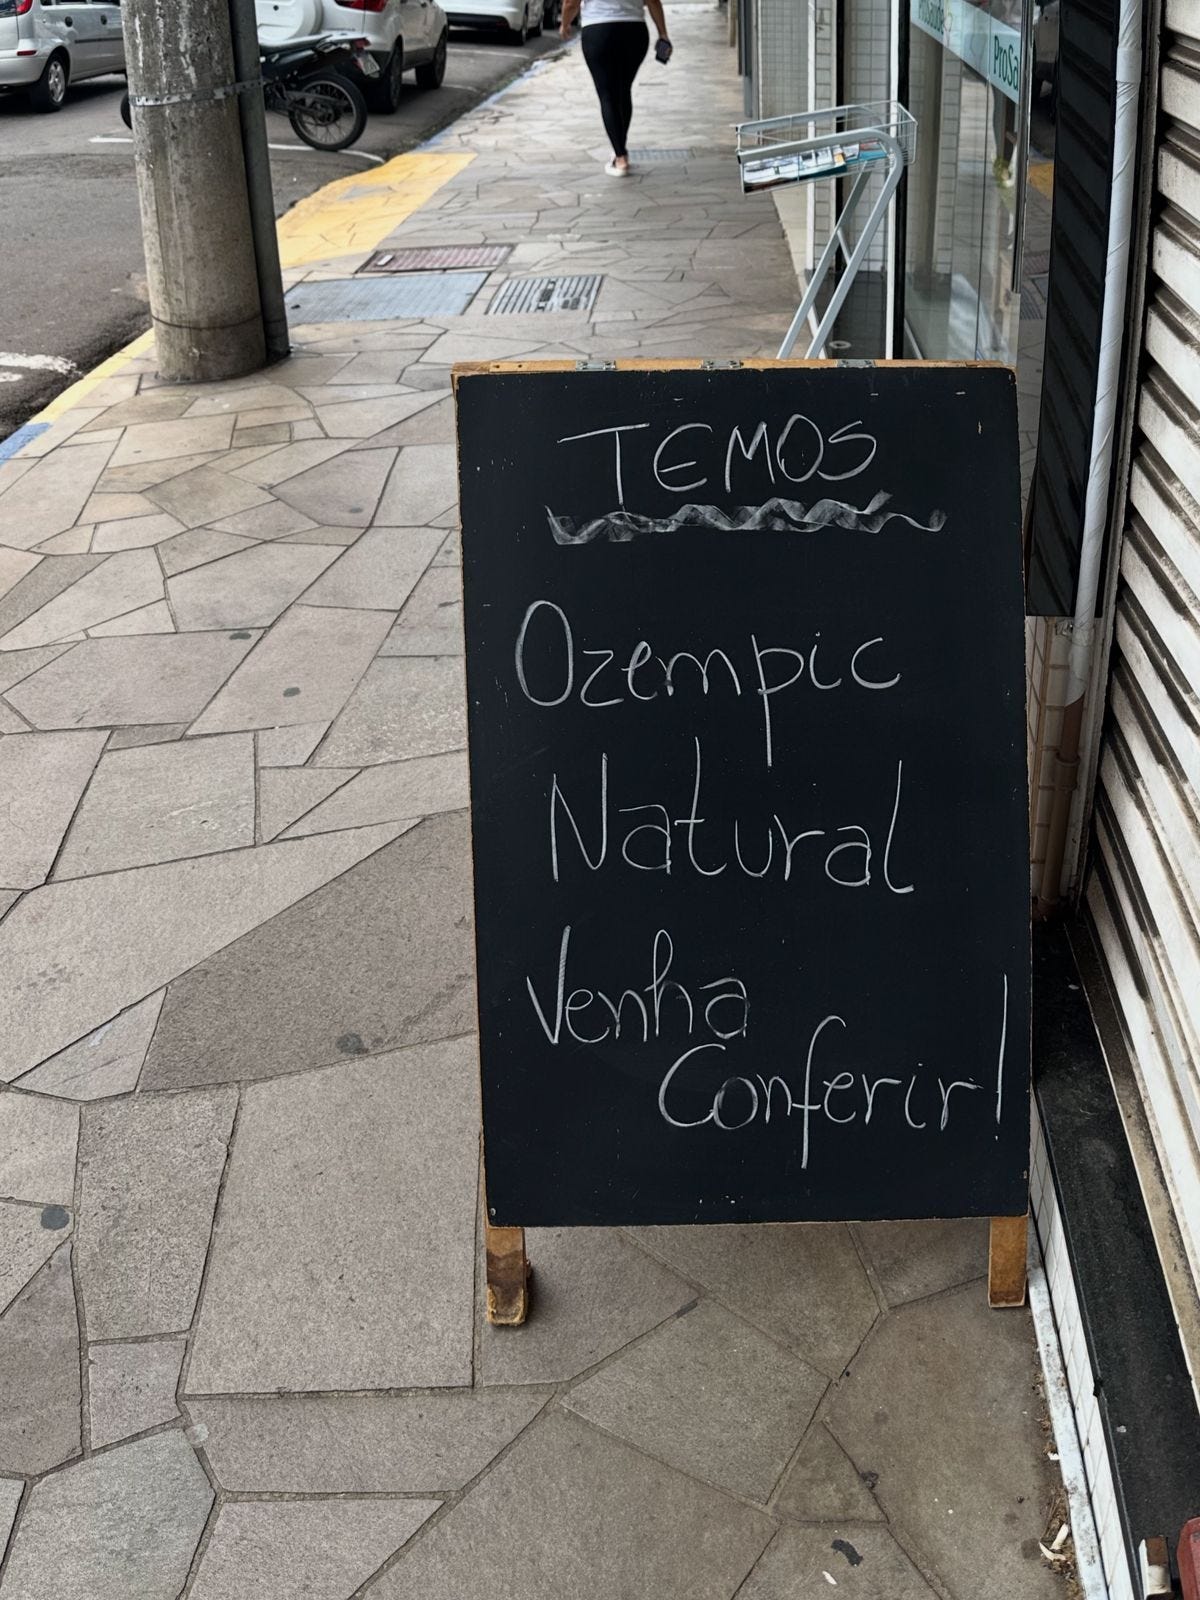 TEMOS
Ozempic
Natural
Venha
Conferir!